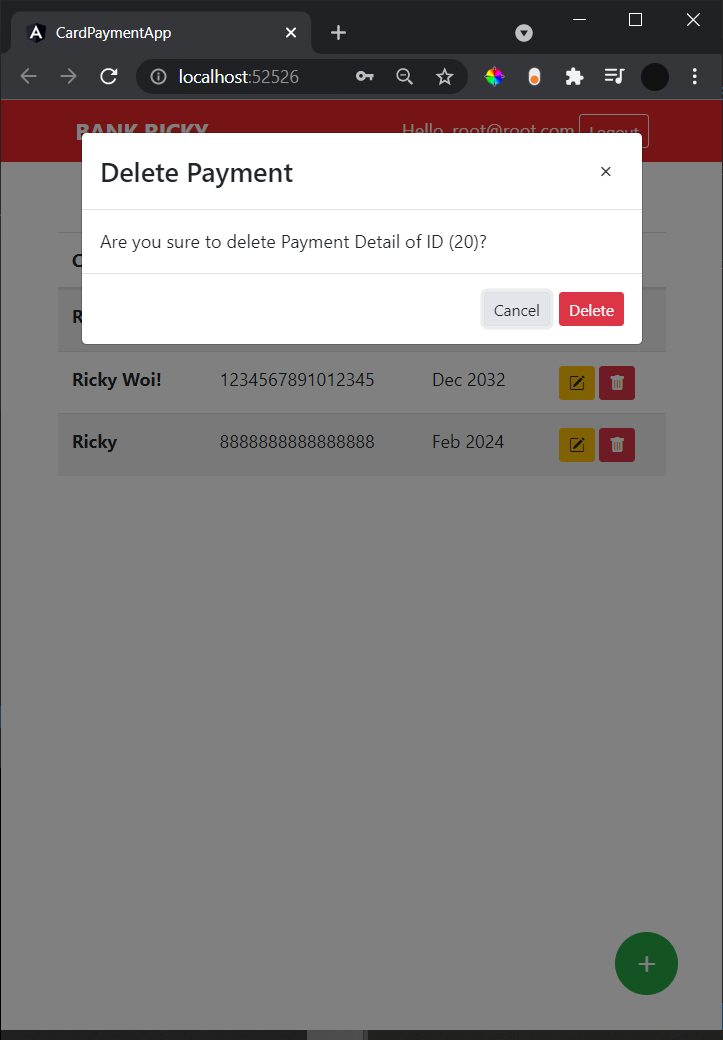 CardPaymentApp
localhost:52526
BANK RICKY Hello, root@root.com Logout
Delete Payment
Are you sure to delete Payment Detail of ID (20)?
Cancel Delete
Ricky Woi! 1234567891012345 Dec 2032
Ricky 8888888888888888 Feb 2024